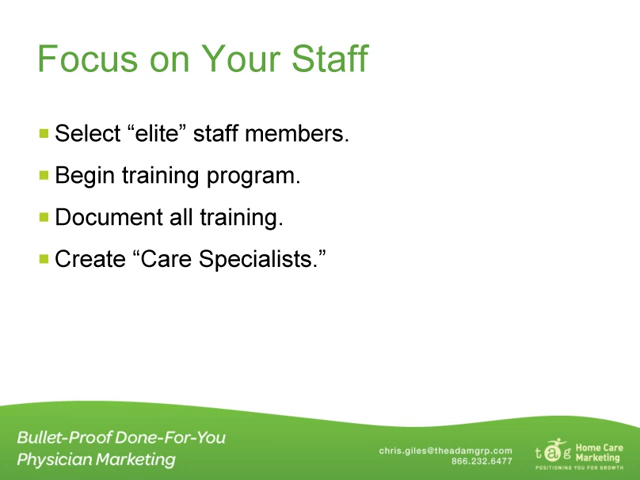 Focus on Your Staff
Select “elite” staff members.
Begin training program.
Document all training.
Create “Care Specialists.”
Bullet-Proof Done-For-You
Physician Marketing
chris.giles@theadamgrp.com
866.232.6477
tag Home Care
Marketing
POSITIONING YOU FOR GROWTH